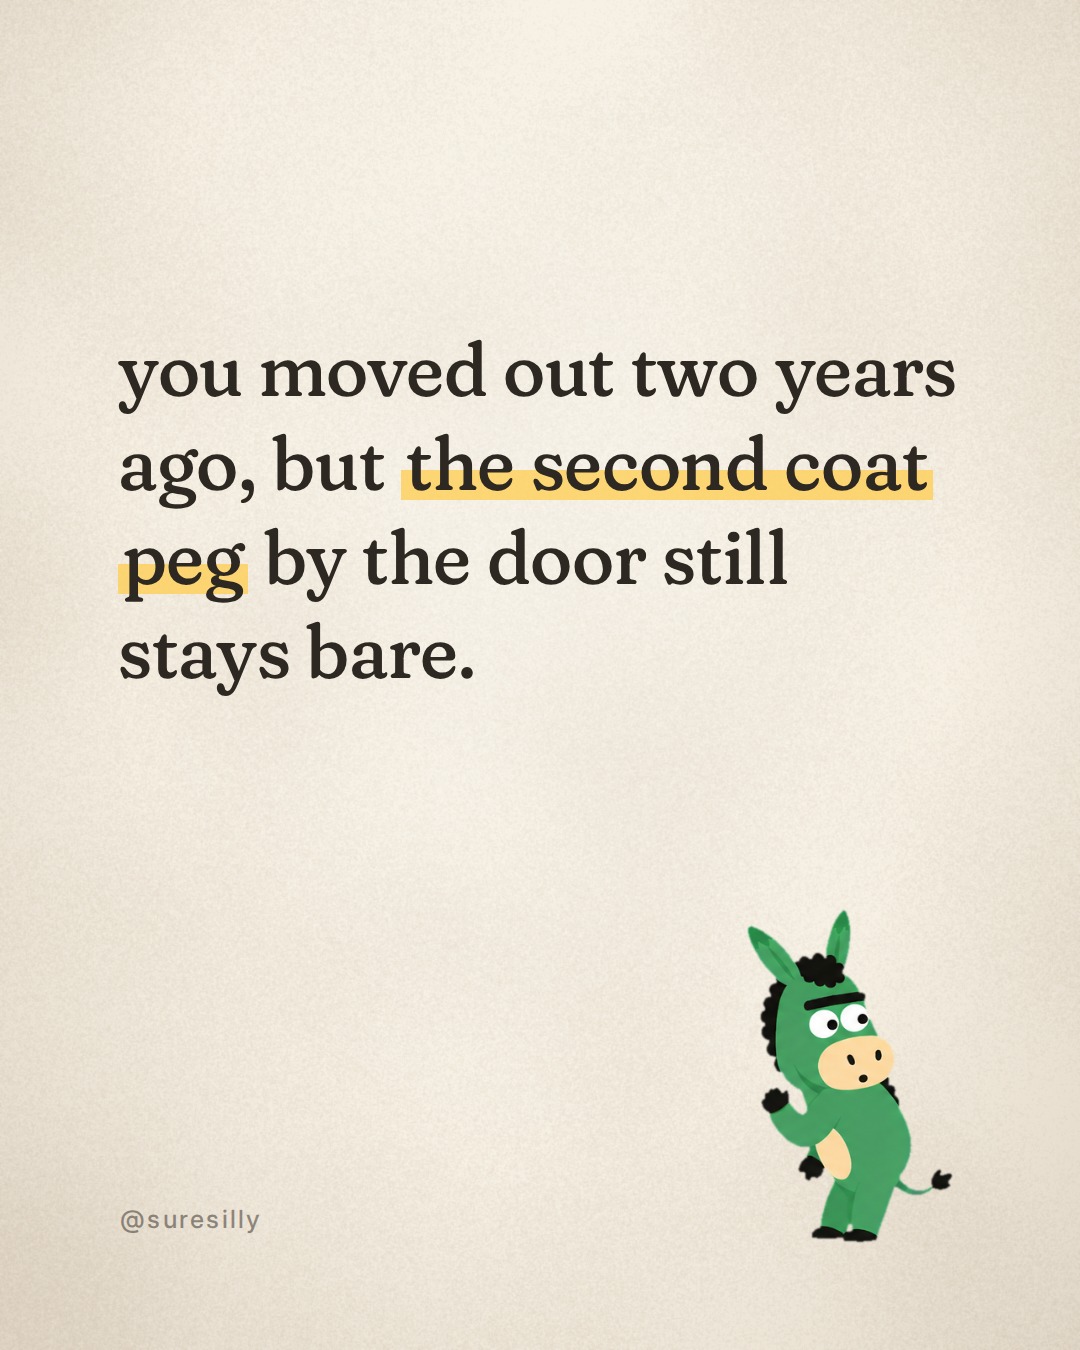 you moved out two years
ago, but the second coat
peg by the door still
stays bare.
@suresilly